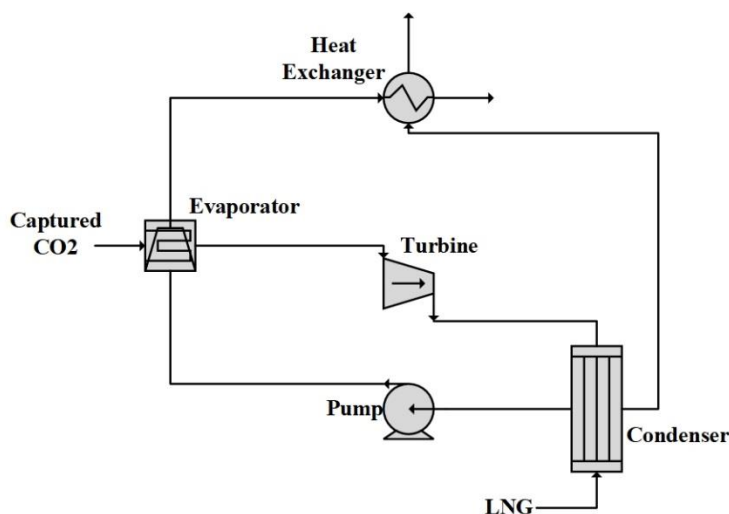 Heat
Exchanger
Evaporator
Captured
CO2
Turbine
Pump
Condenser
LNG